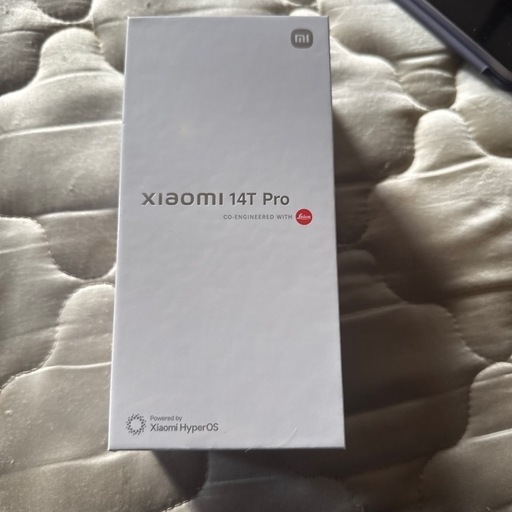 mi
xiaomi 14T Pro
CO-ENGINEERED WITH Leica
Powered by
Xiaomi HyperOS